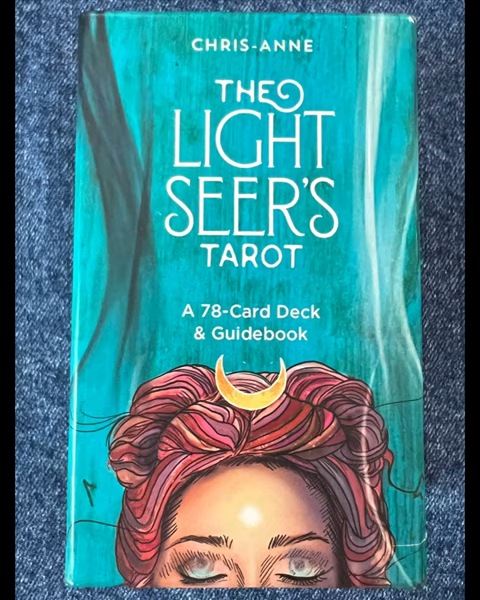 CHRIS-ANNE
THE
LIGHT
SEER'S
TAROT
A 78-Card Deck
& Guidebook